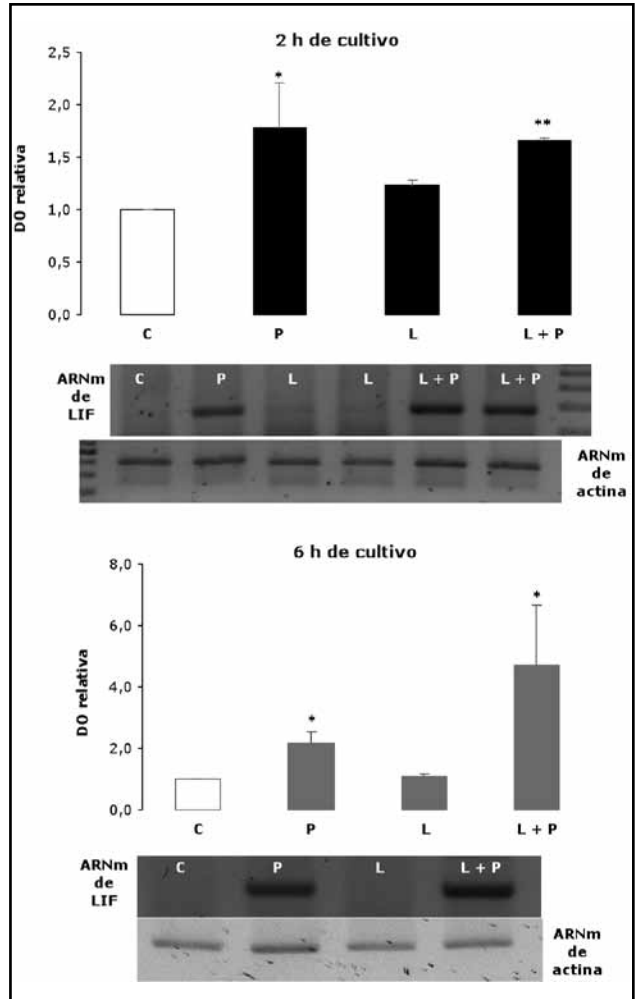 2 h de cultivo
2,5
2,0
1,5
1,0
0,5
0,0
DO relativa
*
**
C P L L + P
ARNm
de
LIF
C P L L L + P L + P
ARNm
de
actina
6 h de cultivo
8,0
6,0
4,0
2,0
0,0
DO relativa
*
*
C P L L + P
ARNm
de
LIF
C P L L + P
ARNm
de
actina